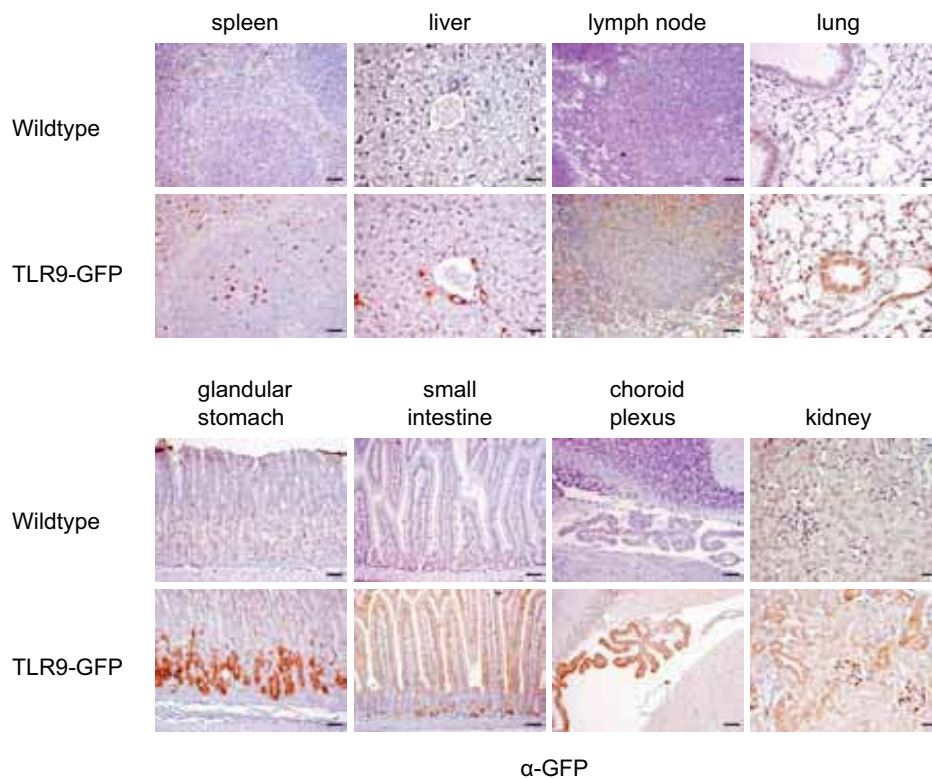 spleen liver lymph node lung
Wildtype
TLR9-GFP
glandular stomach small intestine choroid plexus kidney
Wildtype
TLR9-GFP
α-GFP